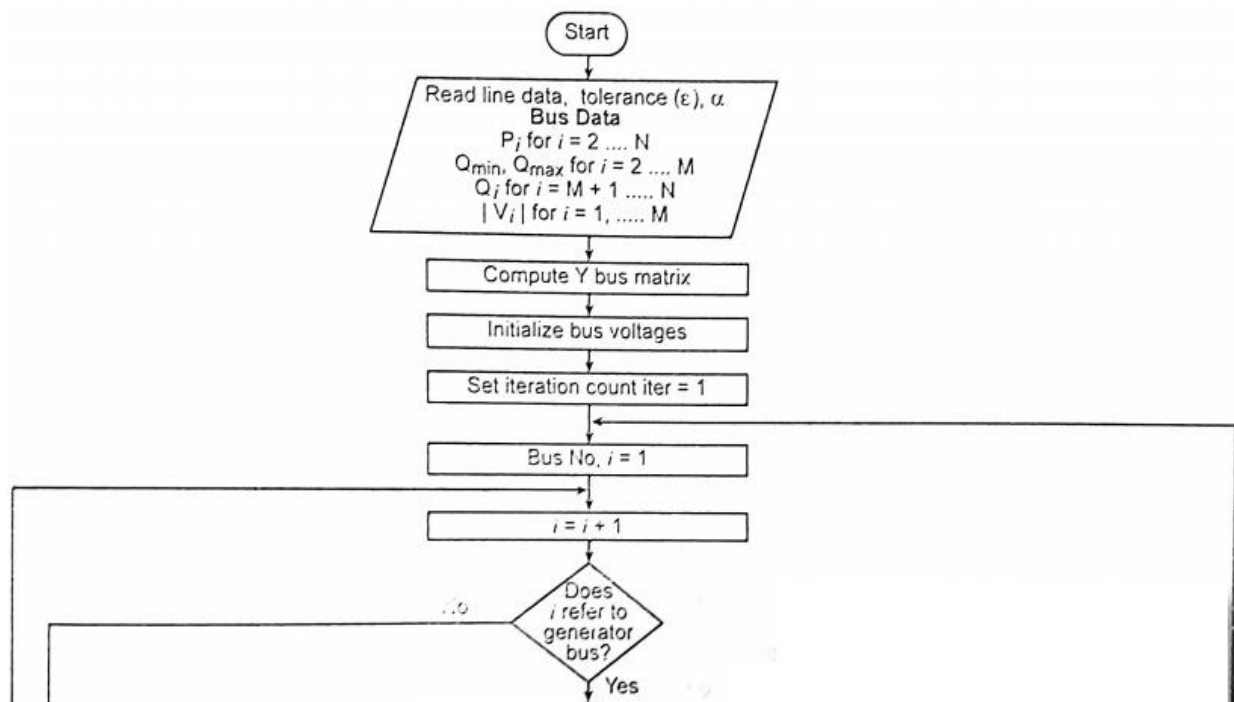 Start
Read line data, tolerance (ε), α
Bus Data
Pi for i = 2 .... N
Qmin, Qmax for i = 2 .... M
Qi for i = M + 1 ..... N
| Vi | for i = 1, ..... M
Compute Y bus matrix
Initialize bus voltages
Set iteration count iter = 1
Bus No, i = 1
i = i + 1
Does
i refer to
generator
bus?
No
Yes